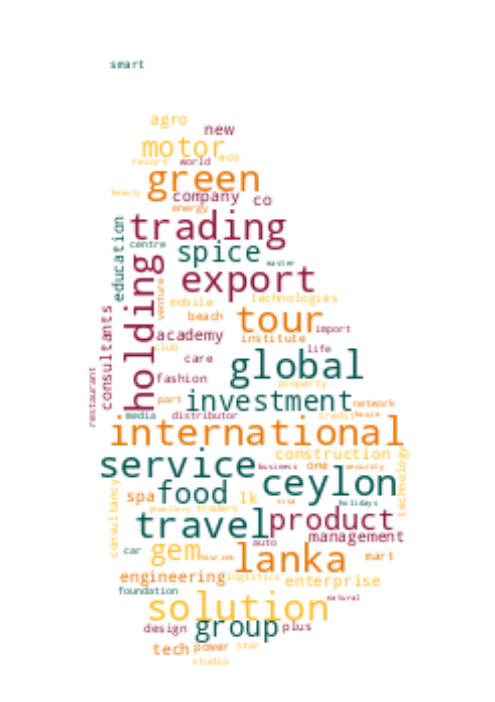 smart
agro
new
motor
eco
resort world
green
beauty
company co
energy
trading
education
centre
spice
master
holding
export
venture
mobile technologies
consultants
beach tour
import
academy institute
club life
care
restaurant
global
fashion
property
part investment network
media distributor credit house
international
construction
service business one security
technology
ceylon
consultancy
spa food lk visa holidays
jewellery traders
travel product
auto management
car gem tourism lanka mart
engineering logistics enterprise
foundation
natural
solution
design group plus
tech power star
studio